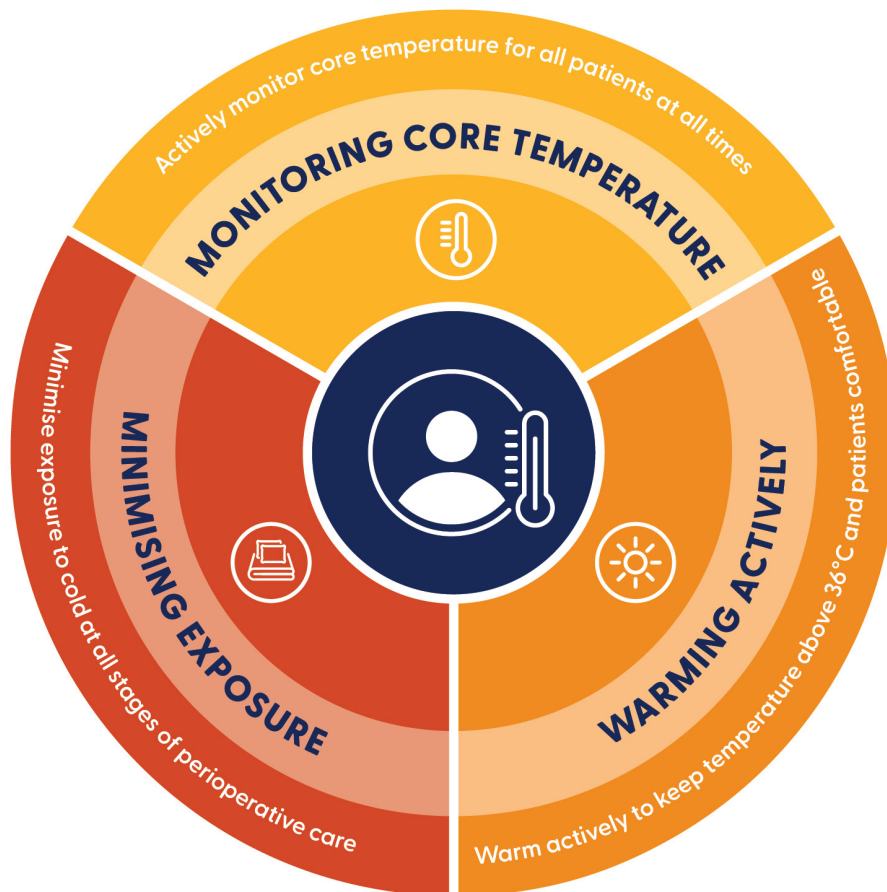 Actively monitor core temperature for all patients at all times
MONITORING CORE TEMPERATURE
Warm actively to keep temperature above 36°C and patients comfortable
WARMING ACTIVELY
Minimise exposure to cold at all stages of perioperative care
MINIMISING EXPOSURE